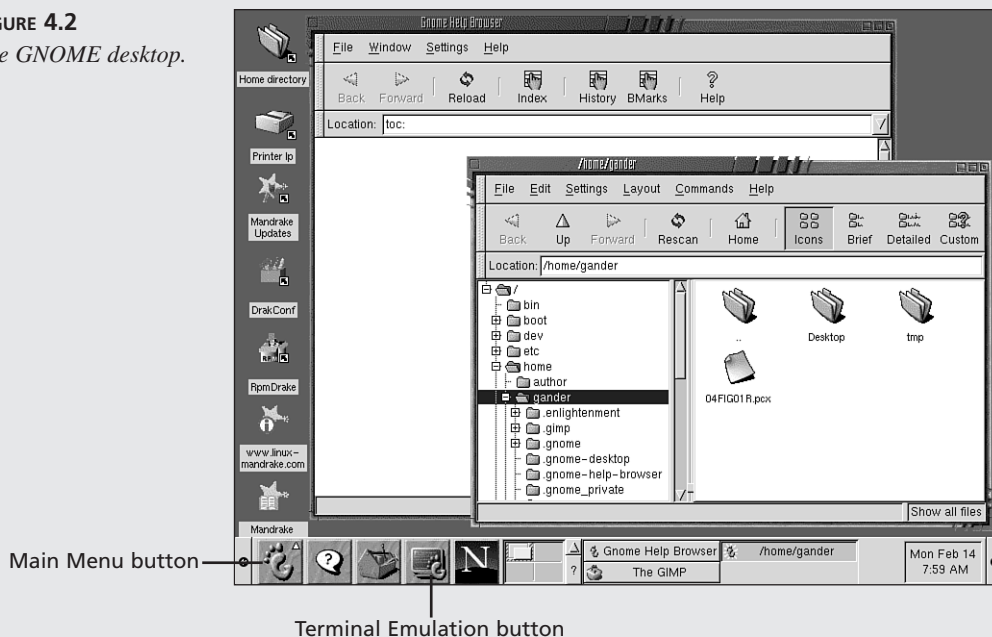 GURE 4.2
e GNOME desktop.
Gnome Help Browser
File Window Settings Help
Back Forward Reload Index History BMarks Help
Location: toc:
/home/gander
File Edit Settings Layout Commands Help
Back Up Forward Rescan Home Icons Brief Detailed Custom
Location: /home/gander
/
bin
boot
dev
etc
home
author
gander
.enlightenment
.gimp
.gnome
.gnome-desktop
.gnome-help-browser
.gnome_private
..
Desktop
tmp
04FIG01R.pcx
Show all files
Home directory
Printer lp
Mandrake
Updates
DrakConf
RPM
RpmDrake
www.linux-
mandrake.com
Mandrake
N
?
Gnome Help Browser
/home/gander
The GIMP
Mon Feb 14
7:59 AM
Main Menu button
Terminal Emulation button